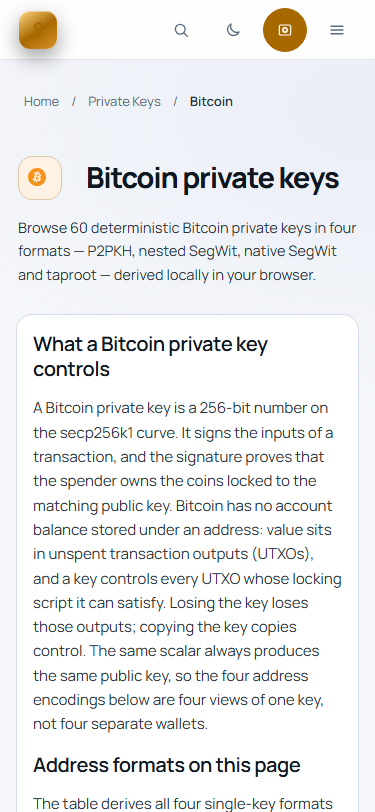 Home / Private Keys / Bitcoin
Bitcoin private keys
Browse 60 deterministic Bitcoin private keys in four
formats — P2PKH, nested SegWit, native SegWit
and taproot — derived locally in your browser.
What a Bitcoin private key
controls
A Bitcoin private key is a 256-bit number on
the secp256k1 curve. It signs the inputs of a
transaction, and the signature proves that
the spender owns the coins locked to the
matching public key. Bitcoin has no account
balance stored under an address: value sits
in unspent transaction outputs (UTXOs),
and a key controls every UTXO whose locking
script it can satisfy. Losing the key loses
those outputs; copying the key copies
control. The same scalar always produces
the same public key, so the four address
encodings below are four views of one key,
not four separate wallets.
Address formats on this page
The table derives all four single-key formats